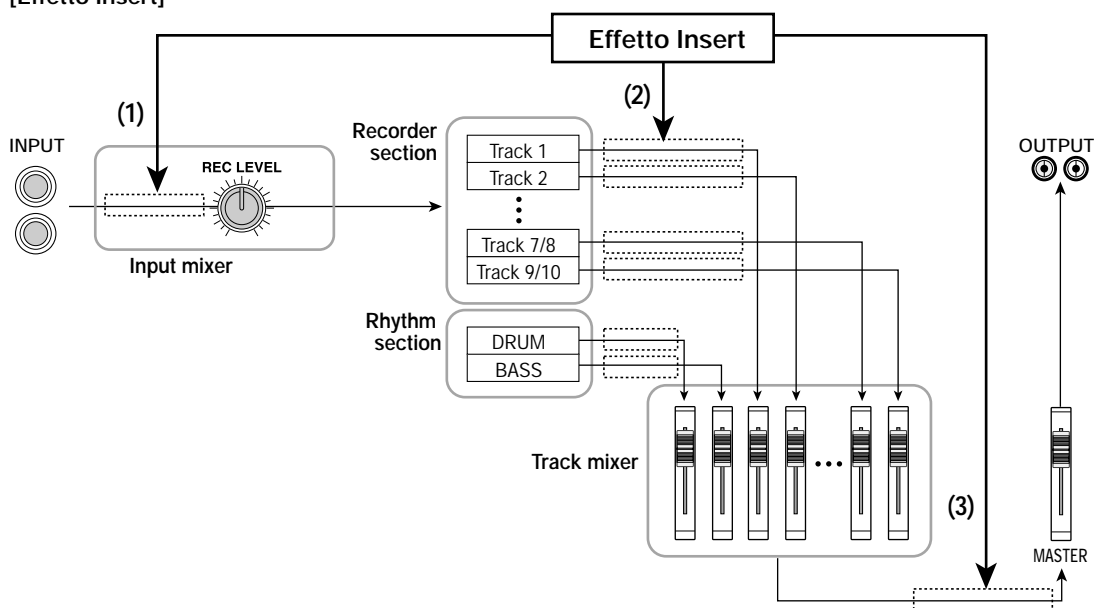 [Effetto Insert]
Effetto Insert
(1)
(2)
INPUT
REC LEVEL
Input mixer
Recorder
section
Track 1
Track 2
Track 7/8
Track 9/10
Rhythm
section
DRUM
BASS
Track mixer
OUTPUT
(3)
MASTER